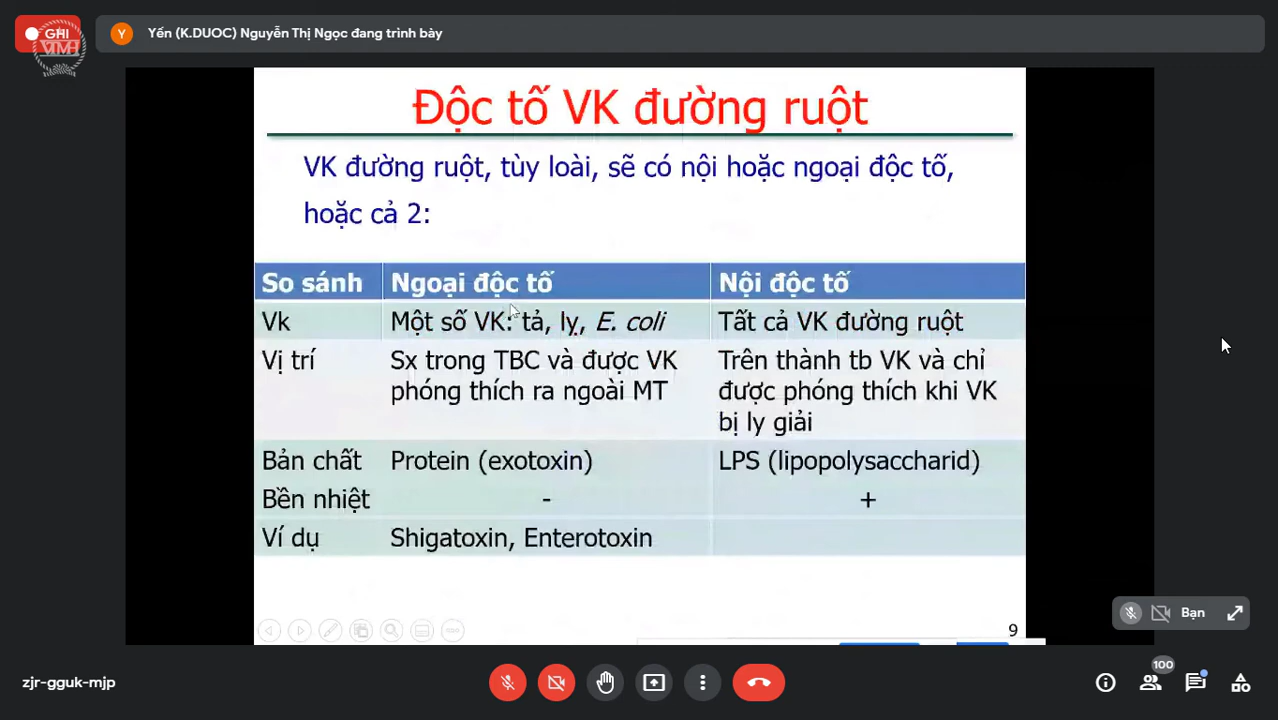 GHI
Y
Yến (K.DUOC) Nguyễn Thị Ngọc đang trình bày
Độc tố VK đường ruột
VK đường ruột, tùy loài, sẽ có nội hoặc ngoại độc tố,
hoặc cả 2:
So sánh Ngoại độc tố Nội độc tố
Vk Một số VK: tả, lỵ, E. coli Tất cả VK đường ruột
Vị trí Sx trong TBC và được VK Trên thành tb VK và chỉ
phóng thích ra ngoài MT được phóng thích khi VK
bị ly giải
Bản chất Protein (exotoxin) LPS (lipopolysaccharid)
Bền nhiệt - +
Ví dụ Shigatoxin, Enterotoxin
Bạn
9
zjr-gguk-mjp
100